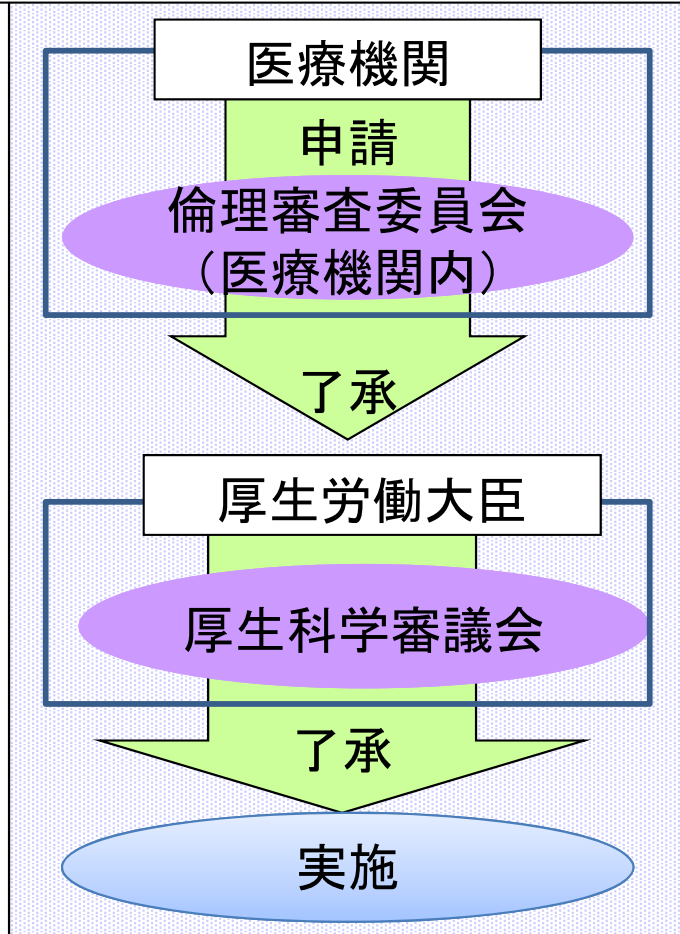 医療機関
申請
倫理審査委員会
（医療機関内）
了承
厚生労働大臣
厚生科学審議会
了承
実施